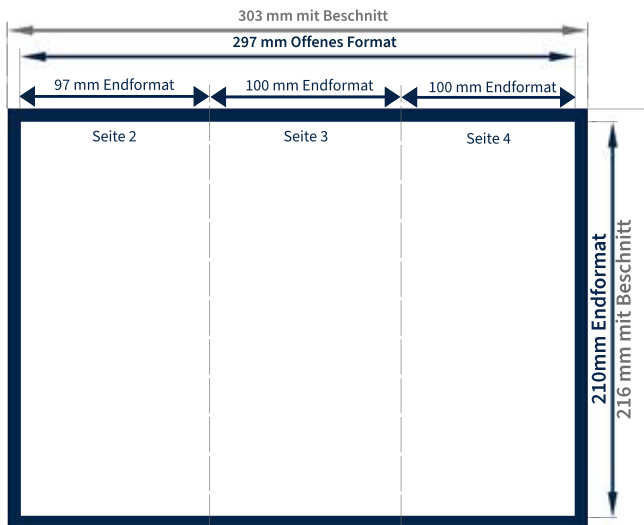 303 mm mit Beschnitt
297 mm Offenes Format
97 mm Endformat
100 mm Endformat
100 mm Endformat
Seite 2
Seite 3
Seite 4
210mm Endformat
216 mm mit Beschnitt